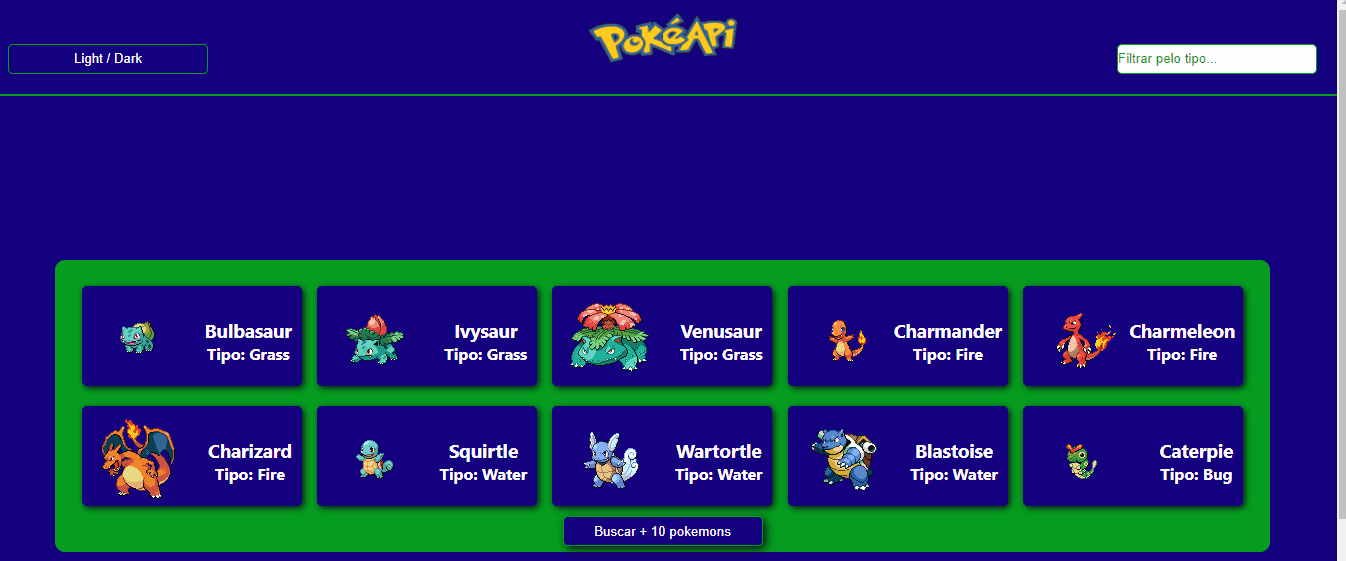 PokéApi
Light / Dark
Filtrar pelo tipo...
Bulbasaur
Tipo: Grass
Ivysaur
Tipo: Grass
Venusaur
Tipo: Grass
Charmander
Tipo: Fire
Charmeleon
Tipo: Fire
Charizard
Tipo: Fire
Squirtle
Tipo: Water
Wartortle
Tipo: Water
Blastoise
Tipo: Water
Caterpie
Tipo: Bug
Buscar + 10 pokemons